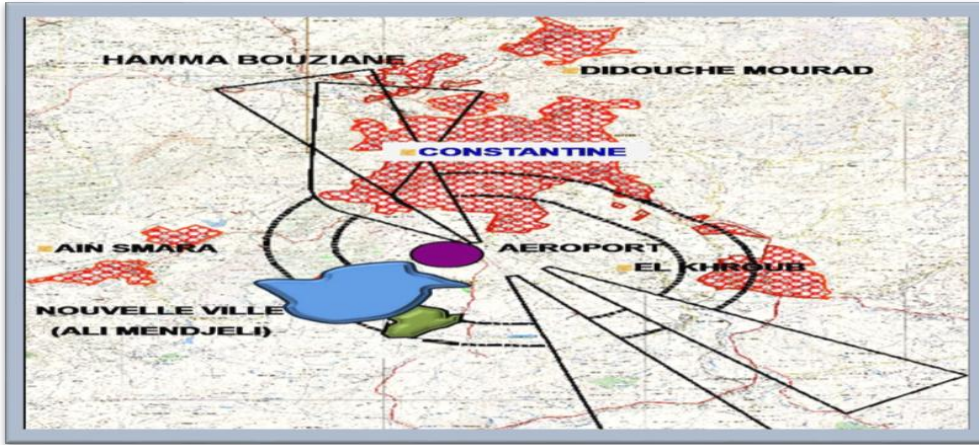 HAMMA BOUZIANE
DIDOUCHE MOURAD
CONSTANTINE
AIN SMARA
AEROPORT
EL KHROUB
NOUVELLE VILLE
(ALI MENDJELI)